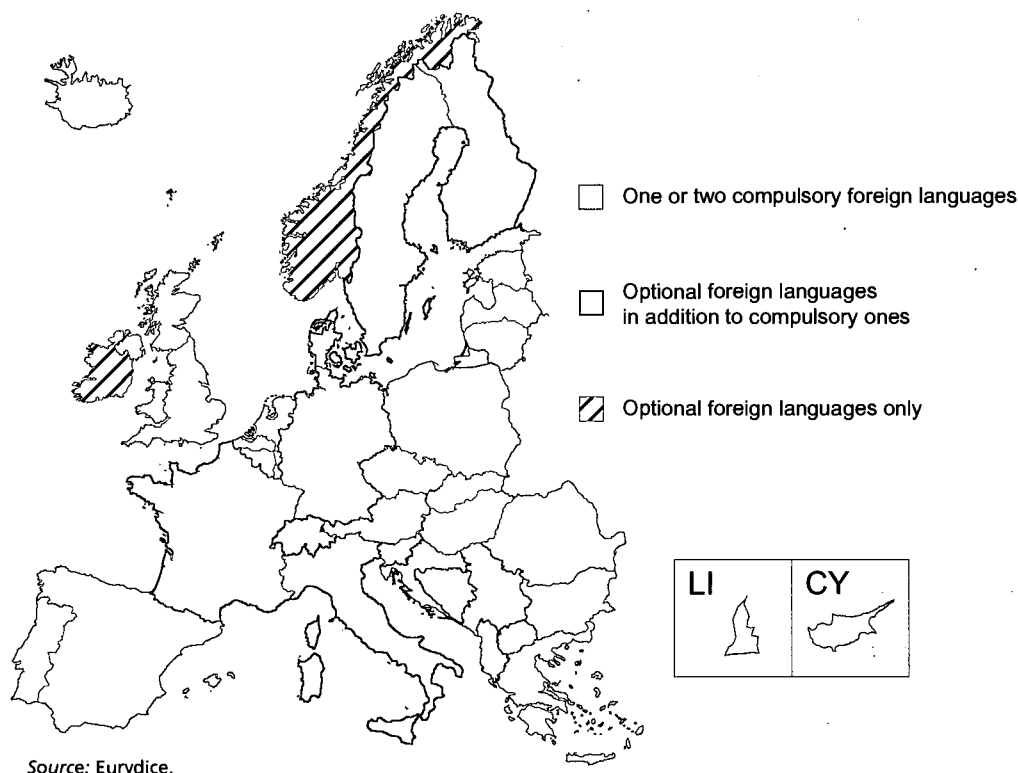 One or two compulsory foreign languages
Optional foreign languages
in addition to compulsory ones
Optional foreign languages only
LI
CY
Source: Eurydice.